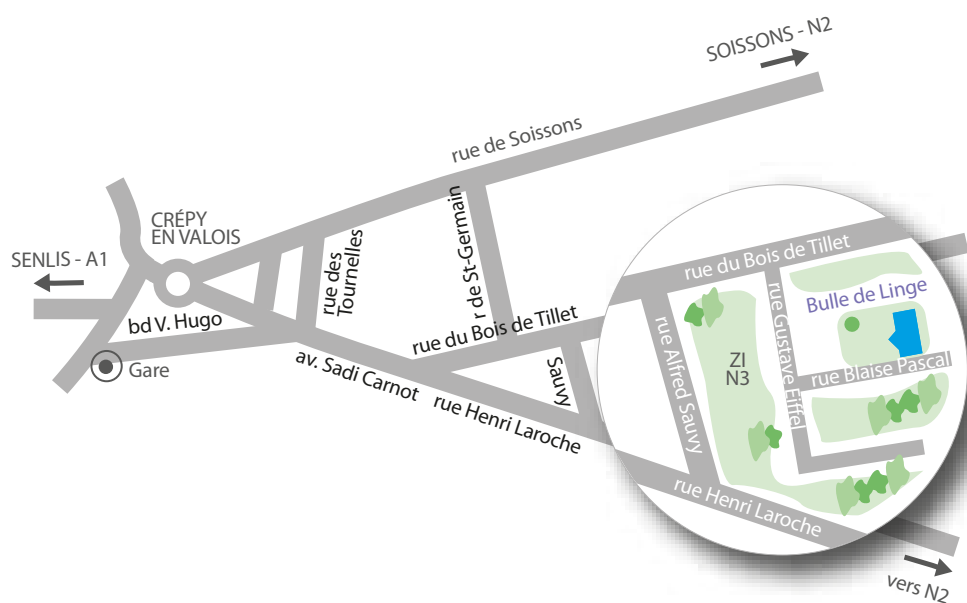 SOISSONS - N2
rue de Soissons
CRÉPY
EN VALOIS
SENLIS - A1
rue des
Tournelles
r de St-Germain
bd V. Hugo
Gare
av. Sadi Carnot
rue du Bois de Tillet
Sauvy
rue Henri Laroche
rue du Bois de Tillet
Bulle de Linge
rue Gustave Eiffel
rue Alfred Sauvy
ZI
N3
rue Blaise Pascal
rue Henri Laroche
vers N2